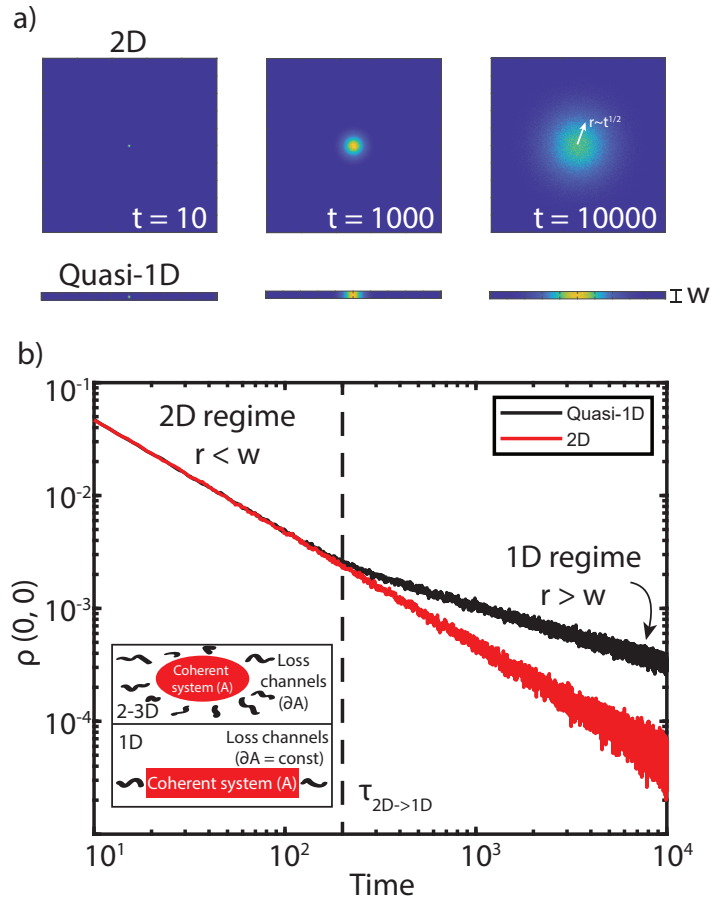 a)
2D
t = 10
t = 1000
r~t^{1/2}
t = 10000
Quasi-1D
w
b)
10^{-1}
10^{-2}
10^{-3}
10^{-4}
ρ (0, 0)
2D regime
r < w
Quasi-1D
2D
1D regime
r > w
Coherent
system (A)
Loss
channels
(∂A)
2-3D
1D
Loss channels
(∂A = const)
Coherent system (A)
τ_{2D->1D}
10^{1}
10^{2}
10^{3}
10^{4}
Time